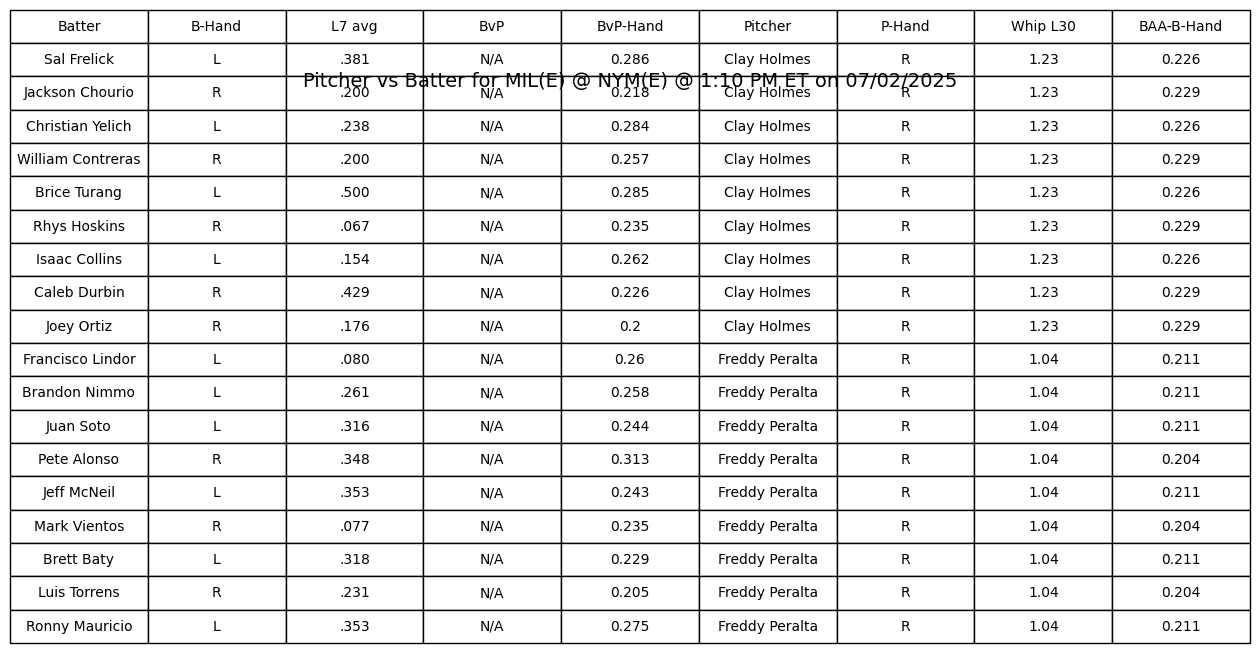 Batter B-Hand L7 avg BvP BvP-Hand Pitcher P-Hand Whip L30 BAA-B-Hand
Sal Frelick L .381 N/A 0.286 Clay Holmes R 1.23 0.226
Pitcher vs Batter for MIL(E) @ NYM(E) @ 1:10 PM ET on 07/02/2025
Jackson Chourio R .200 N/A 0.218 Clay Holmes R 1.23 0.229
Christian Yelich L .238 N/A 0.284 Clay Holmes R 1.23 0.226
William Contreras R .200 N/A 0.257 Clay Holmes R 1.23 0.229
Brice Turang L .500 N/A 0.285 Clay Holmes R 1.23 0.226
Rhys Hoskins R .067 N/A 0.235 Clay Holmes R 1.23 0.229
Isaac Collins L .154 N/A 0.262 Clay Holmes R 1.23 0.226
Caleb Durbin R .429 N/A 0.226 Clay Holmes R 1.23 0.229
Joey Ortiz R .176 N/A 0.2 Clay Holmes R 1.23 0.229
Francisco Lindor L .080 N/A 0.26 Freddy Peralta R 1.04 0.211
Brandon Nimmo L .261 N/A 0.258 Freddy Peralta R 1.04 0.211
Juan Soto L .316 N/A 0.244 Freddy Peralta R 1.04 0.211
Pete Alonso R .348 N/A 0.313 Freddy Peralta R 1.04 0.204
Jeff McNeil L .353 N/A 0.243 Freddy Peralta R 1.04 0.211
Mark Vientos R .077 N/A 0.235 Freddy Peralta R 1.04 0.204
Brett Baty L .318 N/A 0.229 Freddy Peralta R 1.04 0.211
Luis Torrens R .231 N/A 0.205 Freddy Peralta R 1.04 0.204
Ronny Mauricio L .353 N/A 0.275 Freddy Peralta R 1.04 0.211